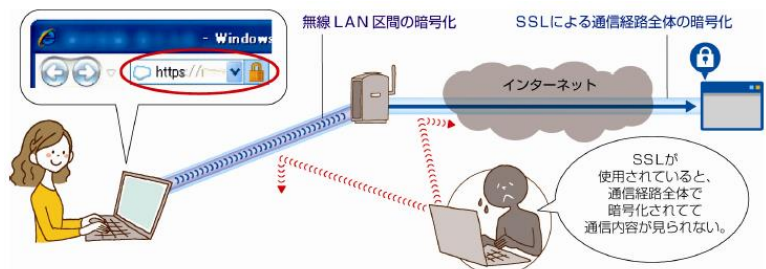 無線LAN区間の暗号化
SSLによる通信経路全体の暗号化
- Windows
https://
インターネット
SSLが
使用されていると、
通信経路全体で
暗号化されてて
通信内容が見られない。